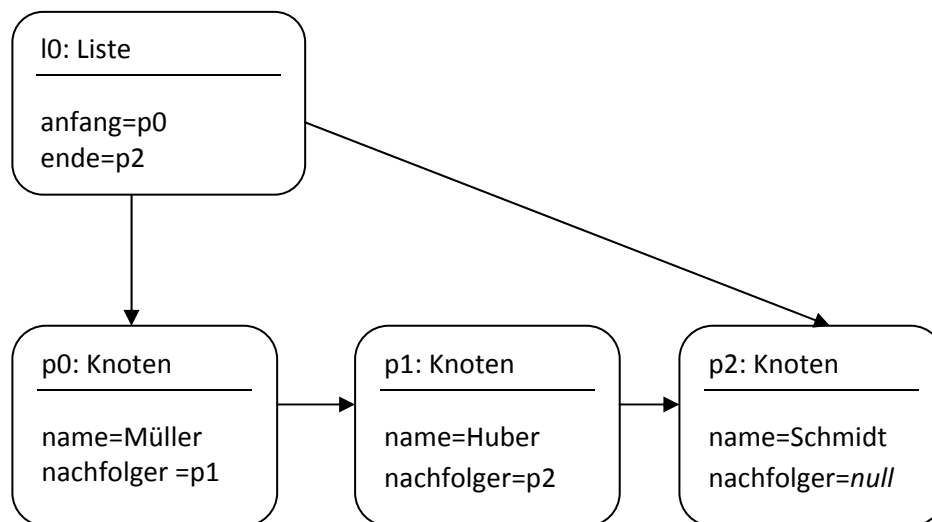 l0: Liste
anfang=p0
ende=p2
p0: Knoten
name=Müller
nachfolger =p1
p1: Knoten
name=Huber
nachfolger=p2
p2: Knoten
name=Schmidt
nachfolger=null